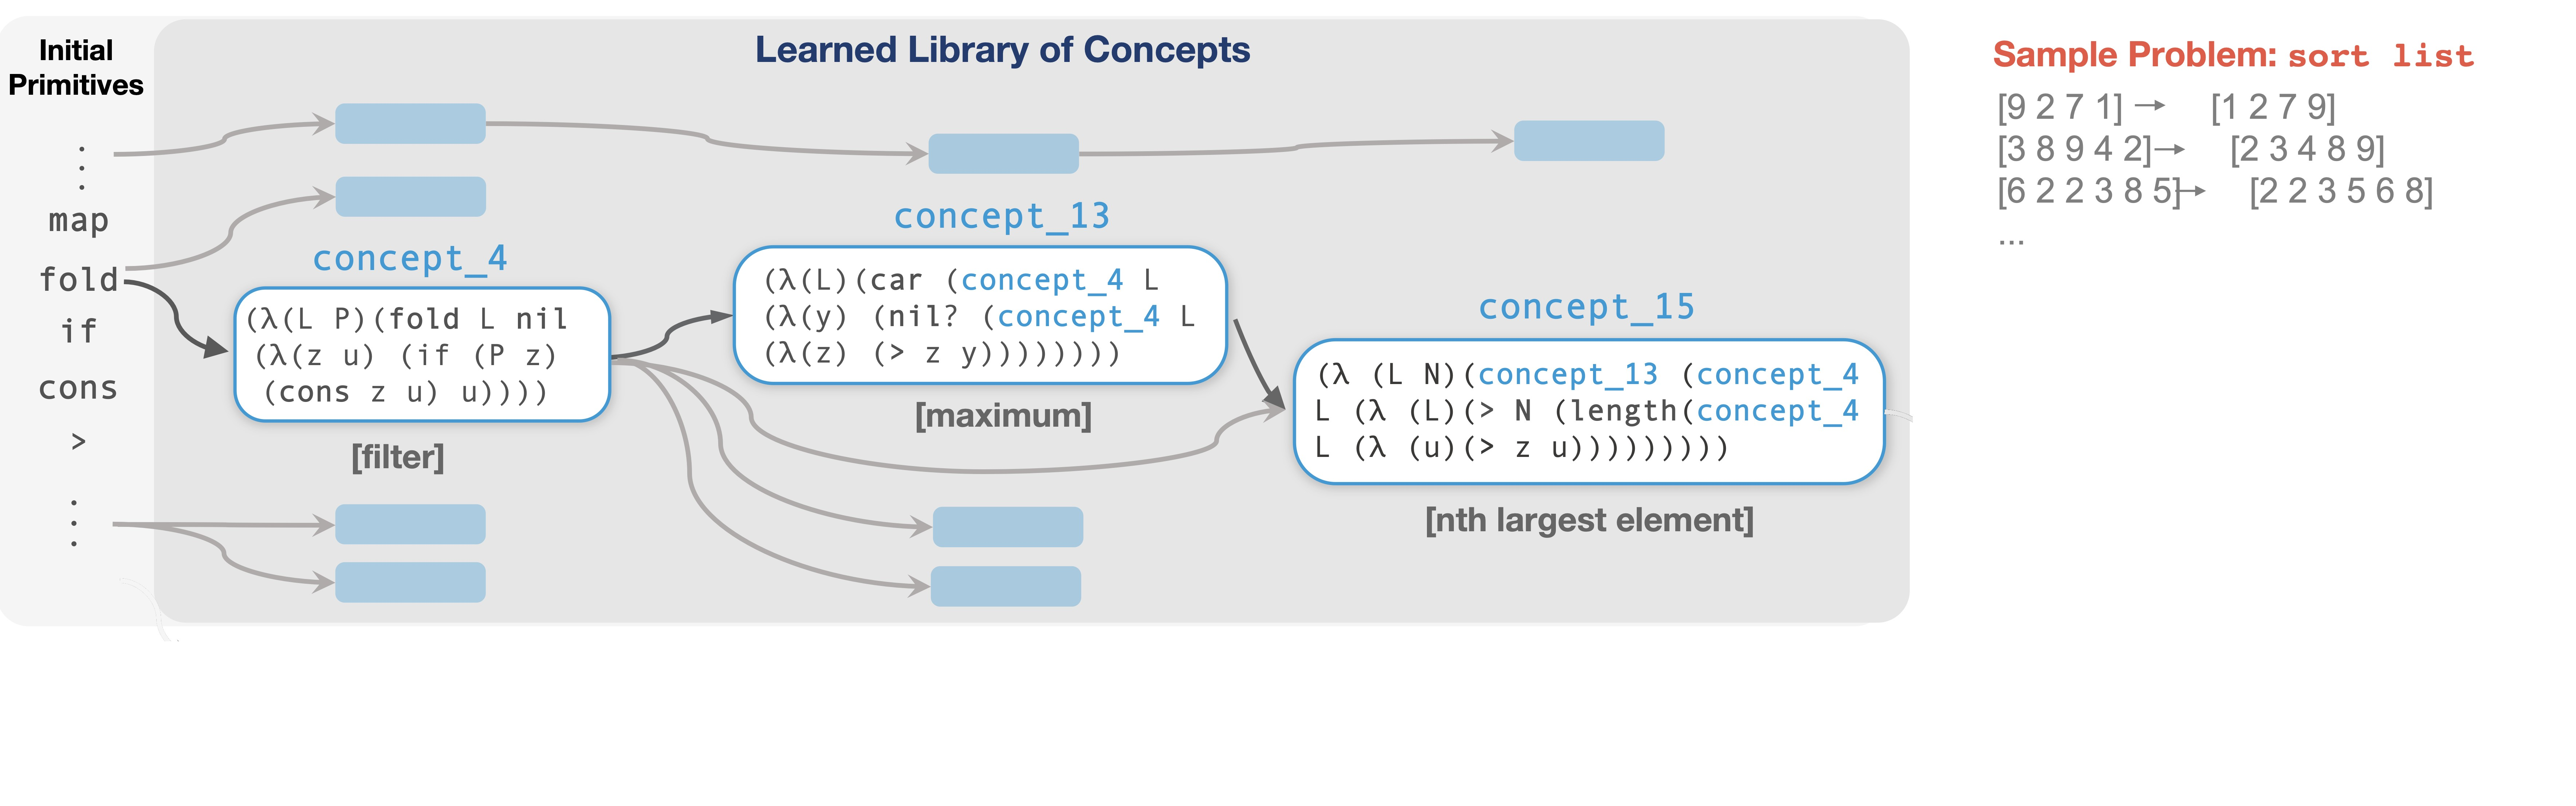 Initial
Primitives
⋮
map
fold
if
cons
>
⋮
Learned Library of Concepts
concept_4
(λ(L P)(fold L nil
(λ(z u) (if (P z)
(cons z u) u))))
[filter]
concept_13
(λ(L)(car (concept_4 L
(λ(y) (nil? (concept_4 L
(λ(z) (> z y))))))))
[maximum]
concept_15
(λ (L N)(concept_13 (concept_4
L (λ (L)(> N (length(concept_4
L (λ (u)(> z u)))))))))
[nth largest element]
Sample Problem: sort list
[9 2 7 1] → [1 2 7 9]
[3 8 9 4 2]→ [2 3 4 8 9]
[6 2 2 3 8 5]→ [2 2 3 5 6 8]
...